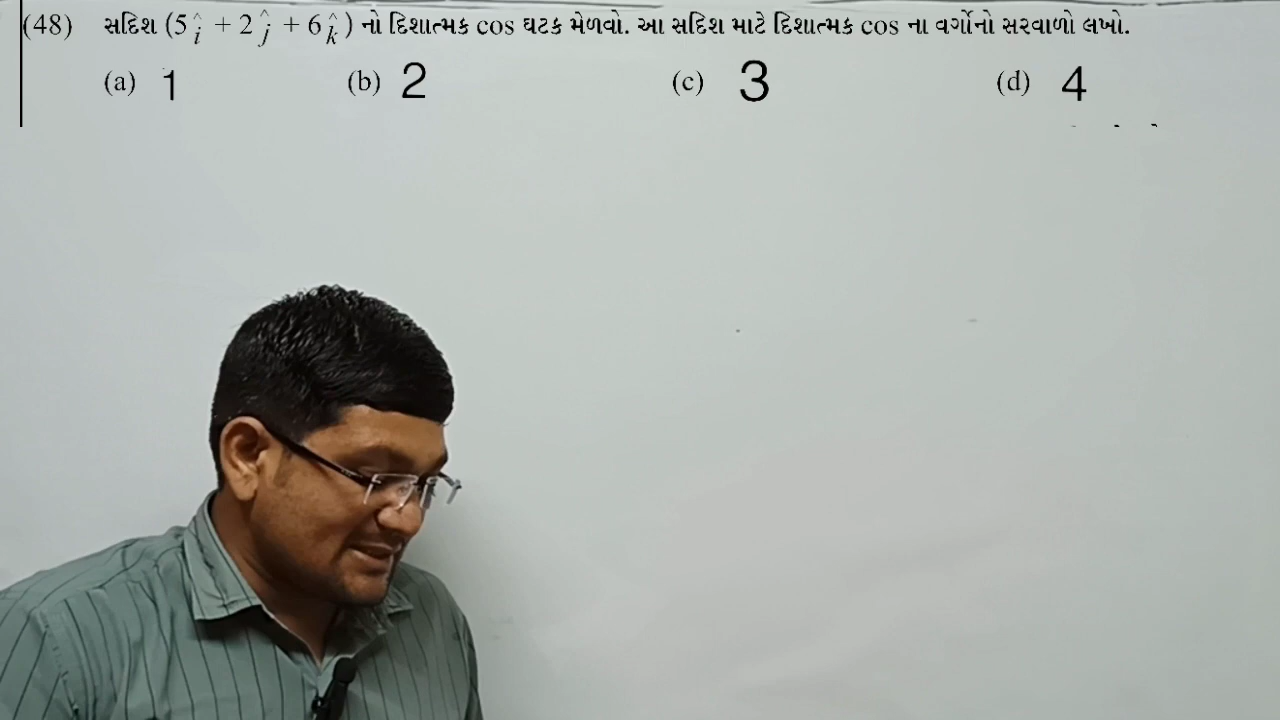 (48) સદિશ (5 î + 2 ĵ + 6 k̂ ) નો દિશાત્મક cos ઘટક મેળવો. આ સદિશ માટે દિશાત્મક cos ના વર્ગોનો સરવાળો લખો.
(a) 1 (b) 2 (c) 3 (d) 4